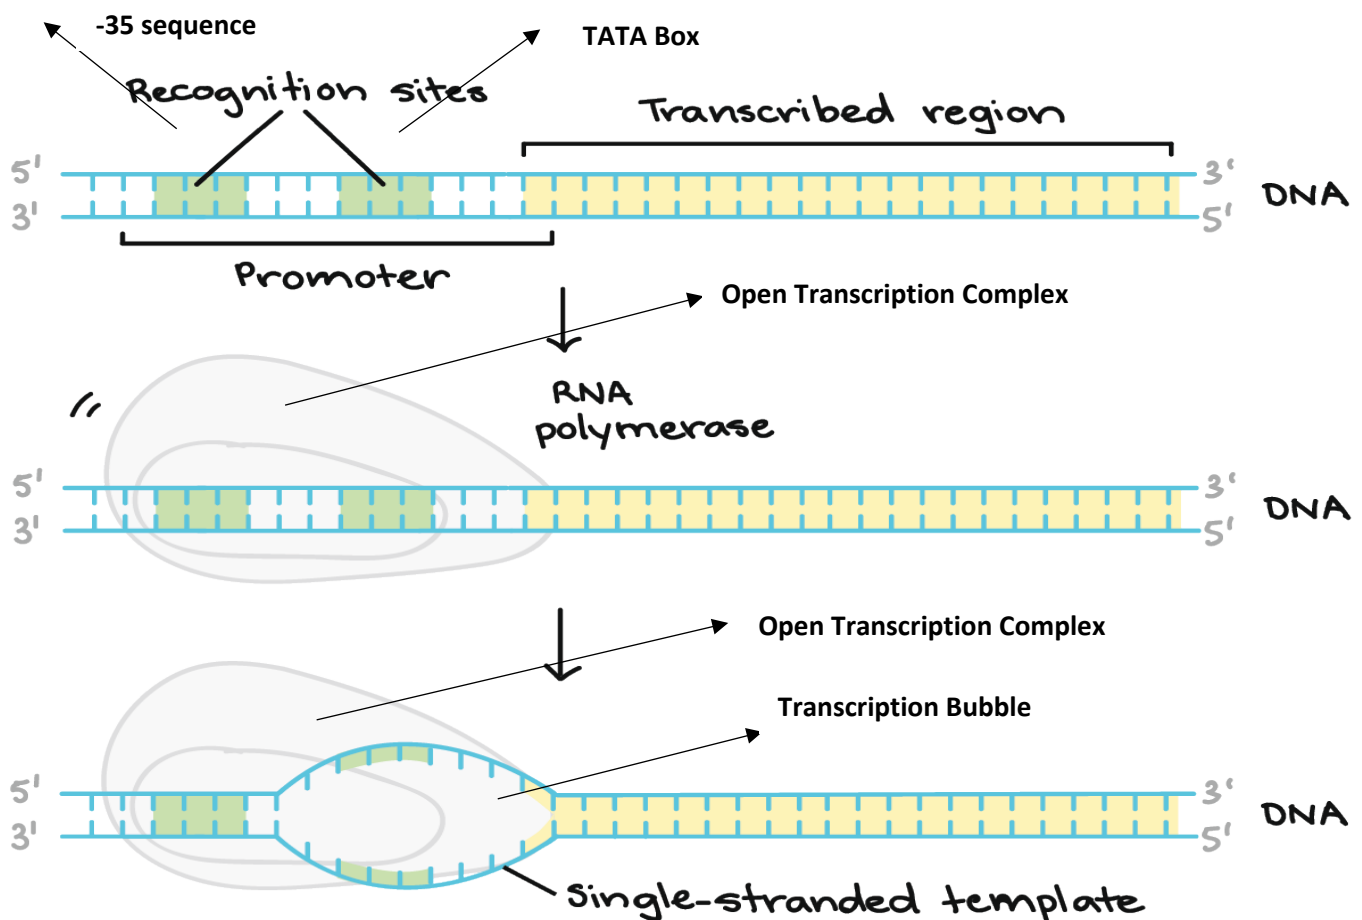 -35 sequence
TATA Box
Recognition sites
Transcribed region
5' 3'
3' 5'
DNA
Promoter
Open Transcription Complex
RNA
polymerase
5' 3'
3' 5'
DNA
Open Transcription Complex
Transcription Bubble
5' 3'
3' 5'
DNA
Single-stranded template